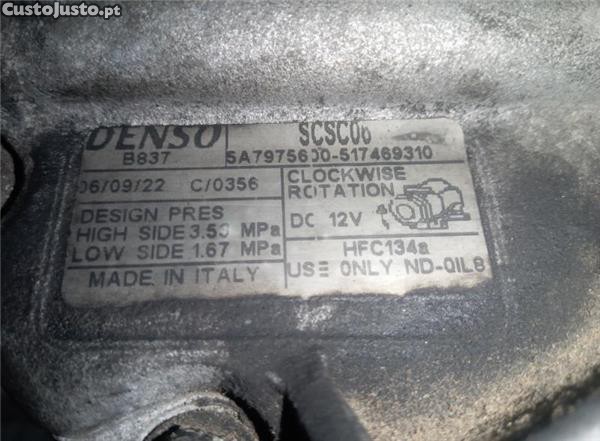 CustoJusto.pt
DENSO
SCSC06
B837
5A7975600-517469310
06/09/22 C/0356
CLOCKWISE
ROTATION
DESIGN PRES
HIGH SIDE 3.53 MPa
LOW SIDE 1.67 MPa
DC 12V
HFC134a
MADE IN ITALY
USE ONLY ND-OIL8